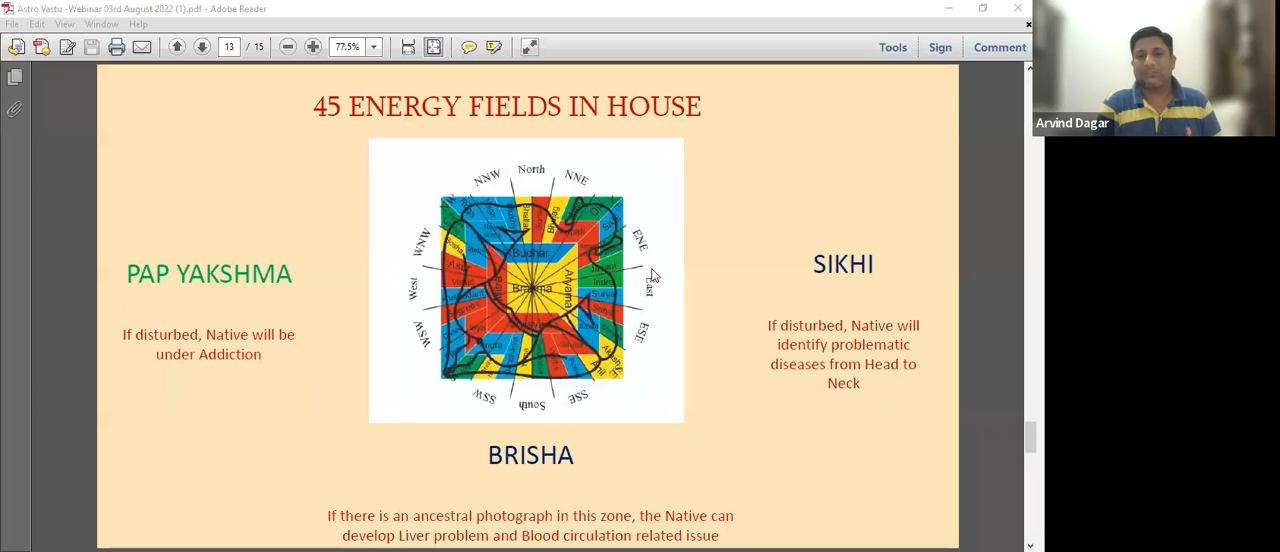 Astro Vastu -Webinar 03rd August 2022 (1).pdf - Adobe Reader
File Edit View Window Help
13 / 15 77.5% Tools Sign Comment
Arvind Dagar
45 ENERGY FIELDS IN HOUSE
North
NNW NNE
WNW ENE
West East
WSW ESE
SSW South SSE
Budhar
Aryama
Brahma
Indra
Surya
PAP YAKSHMA
If disturbed, Native will be
under Addiction
SIKHI
If disturbed, Native will
identify problematic
diseases from Head to
Neck
BRISHA
If there is an ancestral photograph in this zone, the Native can
develop Liver problem and Blood circulation related issue